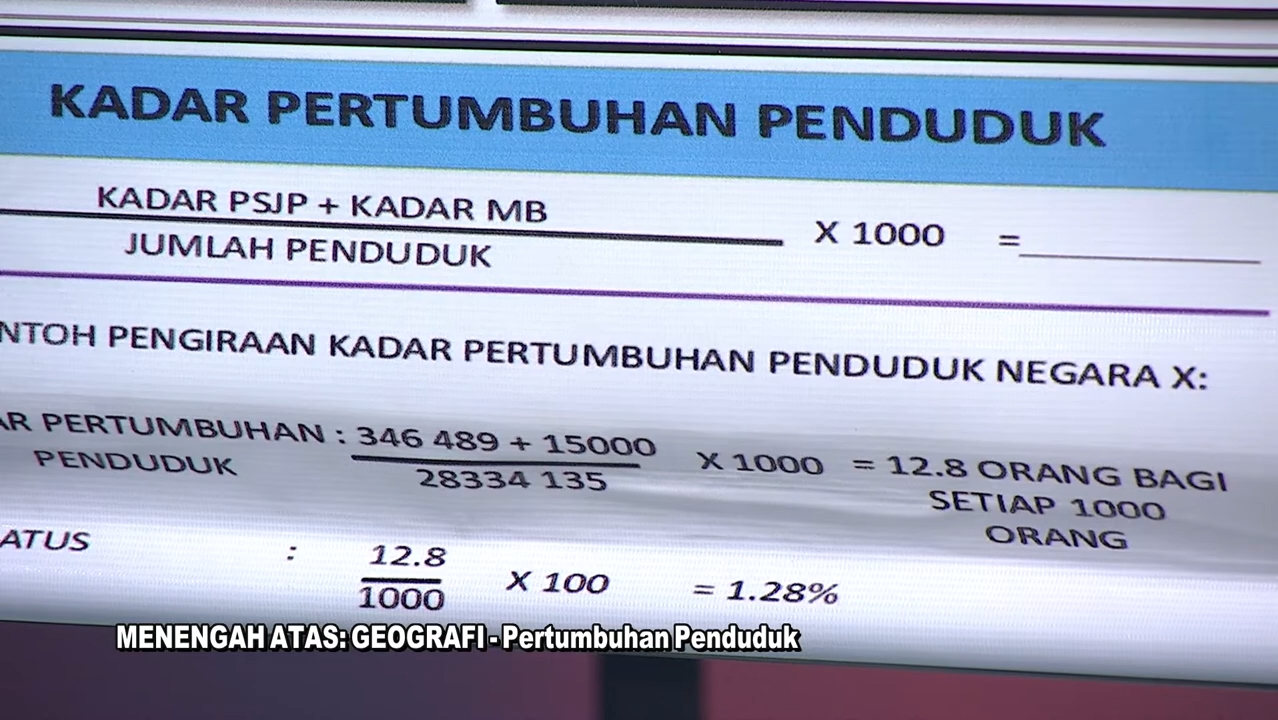 KADAR PERTUMBUHAN PENDUDUK
KADAR PSJP + KADAR MB
JUMLAH PENDUDUK
X 1000 =
NTOH PENGIRAAN KADAR PERTUMBUHAN PENDUDUK NEGARA X:
AR PERTUMBUHAN : 346 489 + 15000
PENDUDUK
28334 135
X 1000 = 12.8 ORANG BAGI
SETIAP 1000
ORANG
ATUS : 12.8
1000
X 100 = 1.28%
MENENGAH ATAS: GEOGRAFI - Pertumbuhan Penduduk